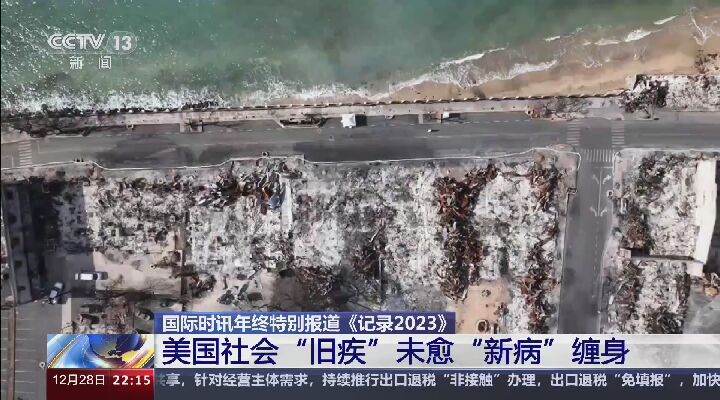 CCTV 13
新闻
国际时讯年终特别报道《记录2023》
美国社会“旧疾”未愈“新病”缠身
12月28日 22:15 共享，针对经营主体需求，持续推行出口退税“非接触”办理，出口退税“免填报”，加快